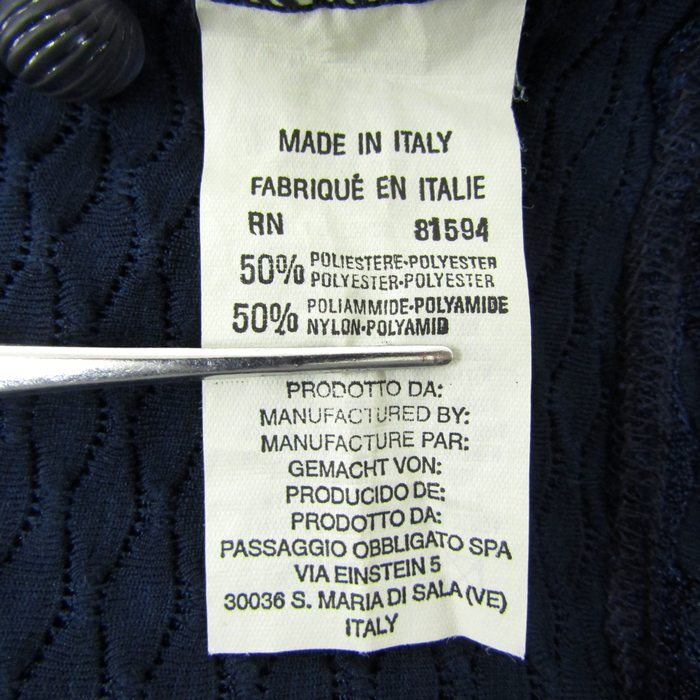 MADE IN ITALY
FABRIQUÉ EN ITALIE
RN 81594
50% POLIESTERE·POLYESTER
POLYESTER·POLYESTER
50% POLIAMMIDE·POLYAMIDE
NYLON·POLYAMID
PRODOTTO DA:
MANUFACTURED BY:
MANUFACTURE PAR:
GEMACHT VON:
PRODUCIDO DE:
PRODOTTO DA:
PASSAGGIO OBBLIGATO SPA
VIA EINSTEIN 5
30036 S. MARIA DI SALA (VE)
ITALY